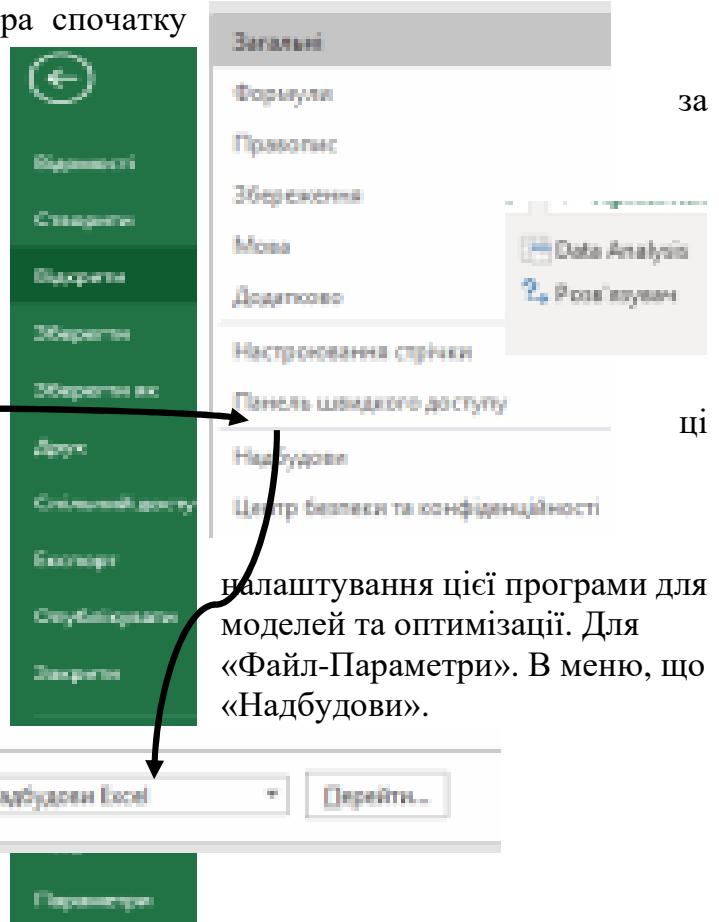 ра спочатку
за
ці
Загальні
Формули
Правопис
Збереження
Мова
Додатково
Настроювання стрічки
Панель швидкого доступу
Надбудови
Центр безпеки та конфіденційності
Data Analysis
Розв'язувач
Відомості
Створити
Відкрити
Зберегти
Зберегти як
Друк
Спільний досту
Експорт
Опублікувати
Закрити
налаштування цієї програми для
моделей та оптимізації. Для
«Файл-Параметри». В меню, що
«Надбудови».
адбудови Excel
Перейти...
Параметри